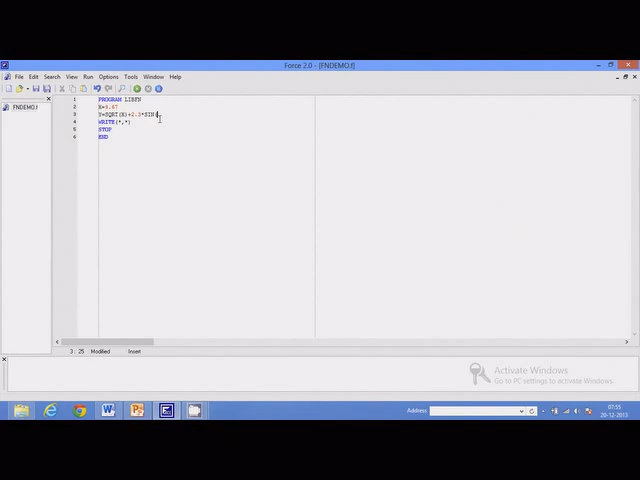 Force 2.0 - [FNDEMO.f]
File Edit Search View Run Options Tools Window Help
FNDEMO.f
1 PROGRAM LIBFN
2 X=9.67
3 Y=SQRT(X)+2.3*SIN(
4 WRITE(*,*)
5 STOP
6 END
3: 25 Modified Insert
Activate Windows
Go to PC settings to activate Windows.
Address
07:55
20-12-2013